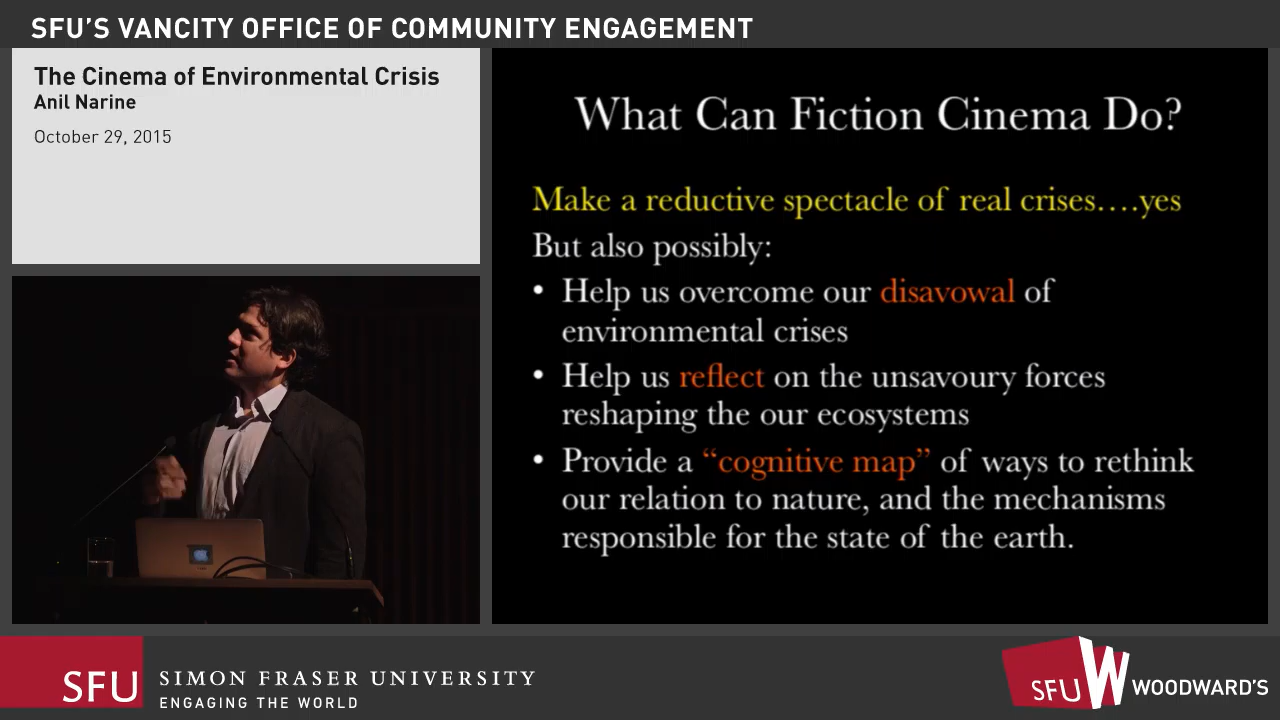 SFU'S VANCITY OFFICE OF COMMUNITY ENGAGEMENT
The Cinema of Environmental Crisis
Anil Narine
October 29, 2015
What Can Fiction Cinema Do?
Make a reductive spectacle of real crises….yes
But also possibly:
• Help us overcome our disavowal of
environmental crises
• Help us reflect on the unsavoury forces
reshaping the our ecosystems
• Provide a “cognitive map” of ways to rethink
our relation to nature, and the mechanisms
responsible for the state of the earth.
SFU
SIMON FRASER UNIVERSITY
ENGAGING THE WORLD
SFU W WOODWARD'S